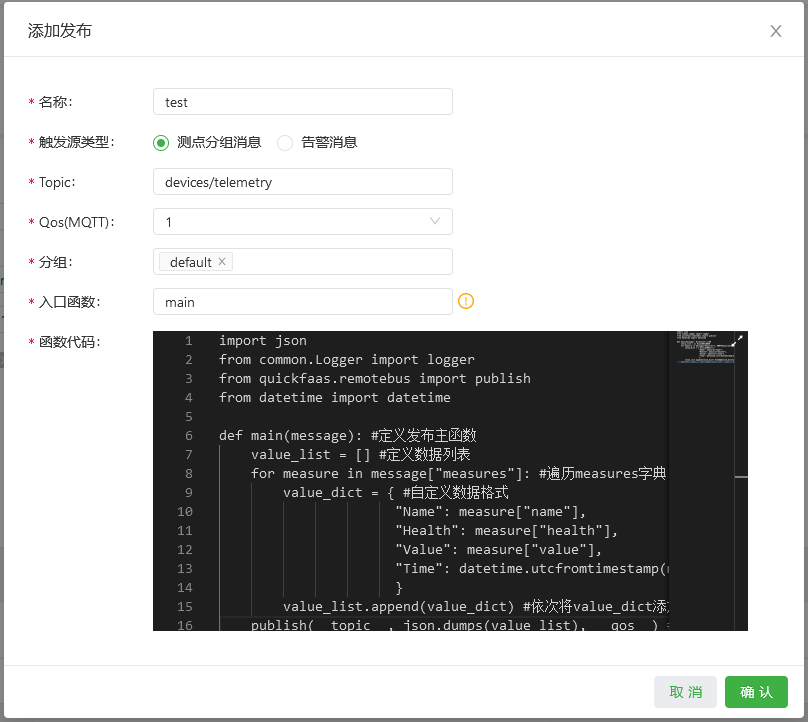 添加发布
* 名称:
test
* 触发源类型:
测点分组消息
告警消息
* Topic:
devices/telemetry
* Qos(MQTT):
1
* 分组:
default
* 入口函数:
main
* 函数代码:
1 import json
2 from common.Logger import logger
3 from quickfaas.remotebus import publish
4 from datetime import datetime
5
6 def main(message): #定义发布主函数
7 value_list = [] #定义数据列表
8 for measure in message["measures"]: #遍历measures字典
9 value_dict = { #自定义数据格式
10 "Name": measure["name"],
11 "Health": measure["health"],
12 "Value": measure["value"],
13 "Time": datetime.utcfromtimestamp(
14 }
15 value_list.append(value_dict) #依次将value_dict添
16 publish(__topic__, json.dumps(value_list), __qos__)
取 消
确 认